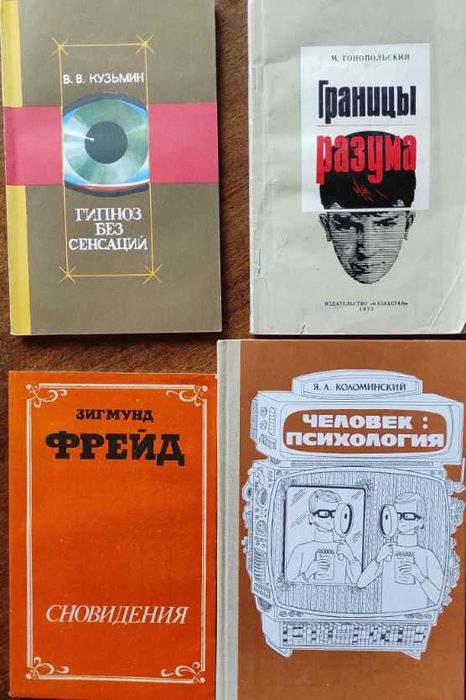 В. В. КУЗЬМИН
ГИПНОЗ
БЕЗ
СЕНСАЦИЙ
М. ГОНОПОЛЬСКИЙ
Границы
разума
ИЗДАТЕЛЬСТВО «КАЗАХСТАН»
ЗИГМУНД
ФРЕЙД
СНОВИДЕНИЯ
Я. Л. КОЛОМИНСКИЙ
ЧЕЛОВЕК:
ПСИХОЛОГИЯ